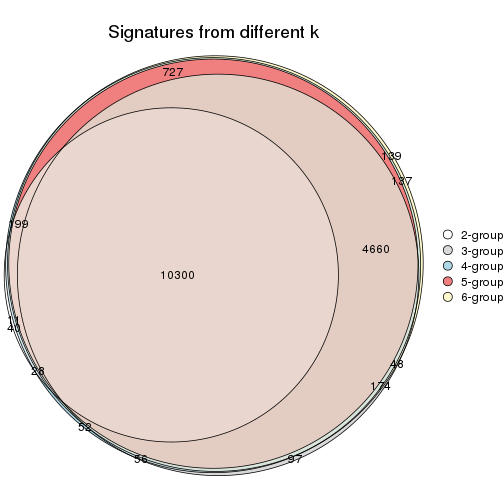 Signatures from different k
727
139
137
199
4660
10300
2-group
3-group
4-group
5-group
6-group
11
40
48
28
174
52
56
97